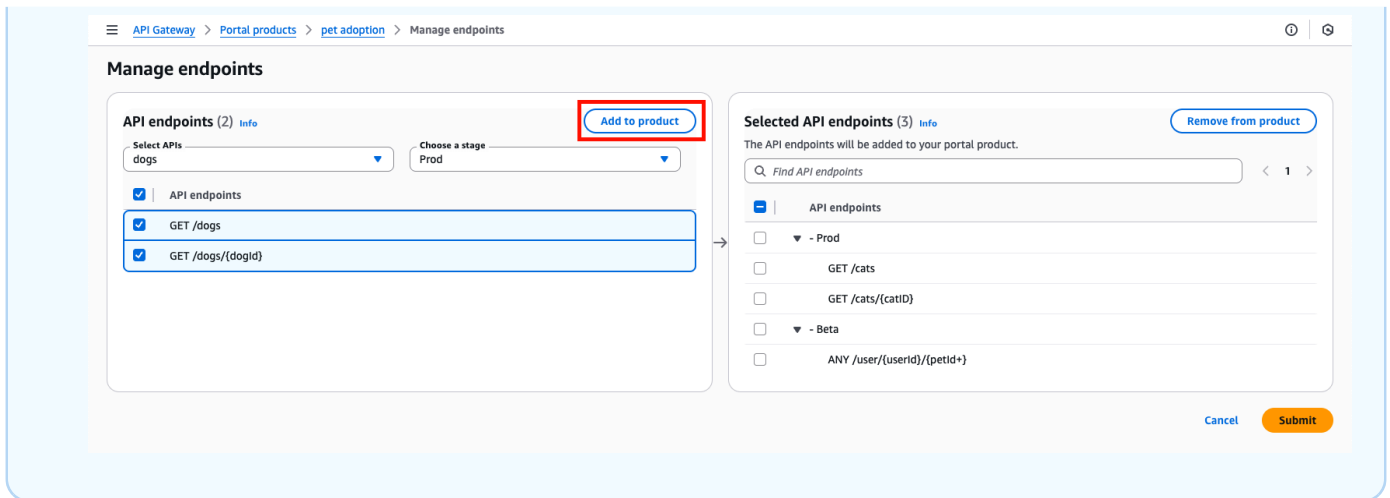 API Gateway > Portal products > pet adoption > Manage endpoints
Manage endpoints
API endpoints (2) Info
Add to product
Select APIs
dogs
Choose a stage
Prod
API endpoints
GET /dogs
GET /dogs/{dogId}
Selected API endpoints (3) Info
Remove from product
The API endpoints will be added to your portal product.
Find API endpoints
< 1 >
API endpoints
- Prod
GET /cats
GET /cats/{catID}
- Beta
ANY /user/{userId}/{petId+}
Cancel
Submit